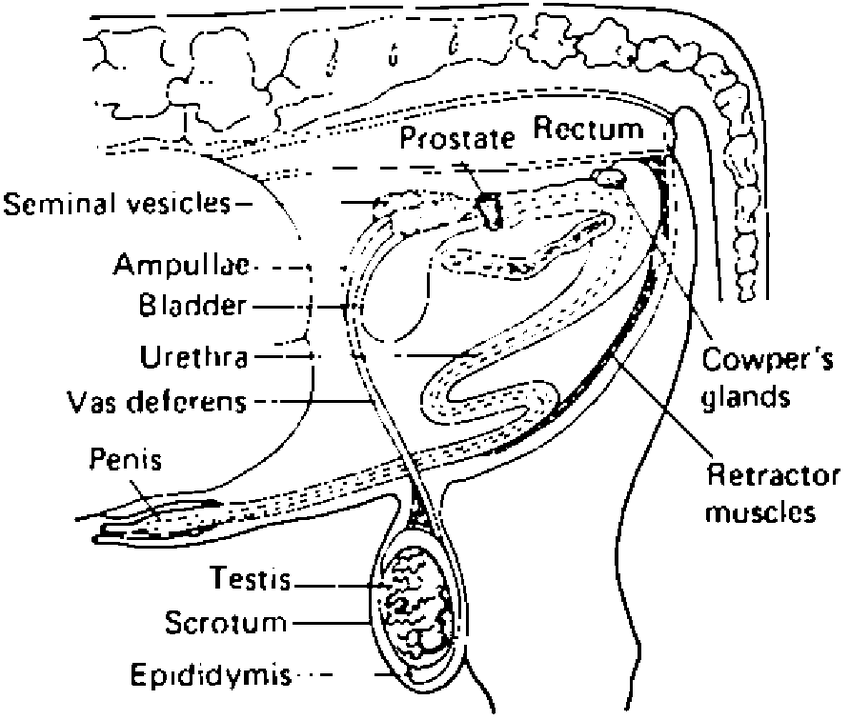 Prostate
Rectum
Seminal vesicles
Ampullae
Bladder
Urethra
Vas deferens
Penis
Cowper's
glands
Retractor
muscles
Testis
Scrotum
Epididymis